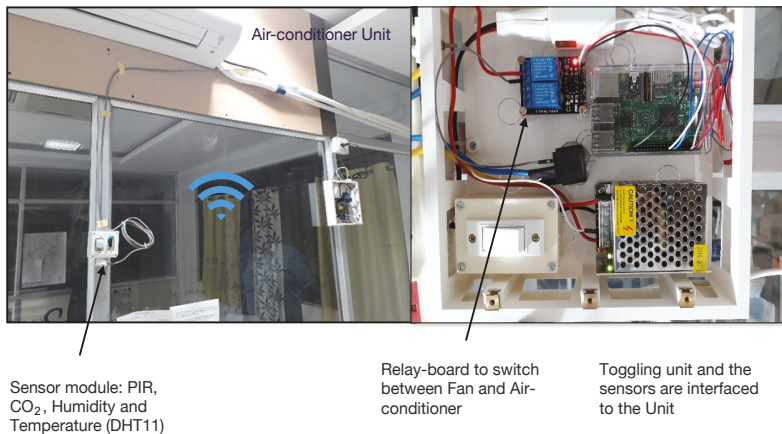 Air-conditioner Unit
CAUTION !
Sensor module: PIR,
CO₂, Humidity and
Temperature (DHT11)
Relay-board to switch
between Fan and Air-
conditioner
Toggling unit and the
sensors are interfaced
to the Unit